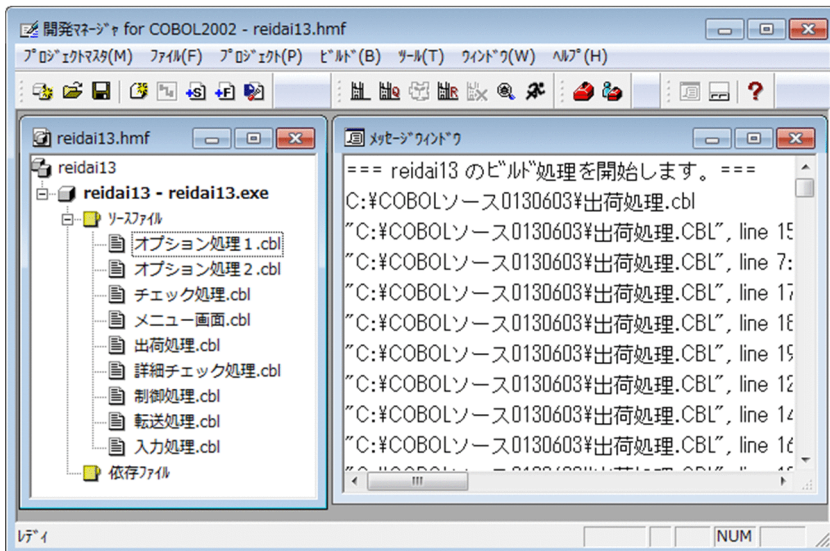 開発ﾏﾈｰｼﾞｬ for COBOL2002 - reidai13.hmf
ﾌﾟﾛｼﾞｪｸﾄﾏｽﾀ(M) ﾌｧｲﾙ(F) ﾌﾟﾛｼﾞｪｸﾄ(P) ﾋﾞﾙﾄﾞ(B) ﾂｰﾙ(T) ｳｨﾝﾄﾞｳ(W) ﾍﾙﾌﾟ(H)
reidai13.hmf
reidai13
reidai13 - reidai13.exe
ｿｰｽﾌｧｲﾙ
オプション処理１.cbl
オプション処理２.cbl
チェック処理.cbl
メニュー画面.cbl
出荷処理.cbl
詳細チェック処理.cbl
制御処理.cbl
転送処理.cbl
入力処理.cbl
依存ﾌｧｲﾙ
ﾒｯｾｰｼﾞｳｨﾝﾄﾞｳ
=== reidai13 のﾋﾞﾙﾄﾞ処理を開始します。 ===
C:¥COBOLソース0130603¥出荷処理.cbl
"C:¥COBOLソース0130603¥出荷処理.CBL", line 15
"C:¥COBOLソース0130603¥出荷処理.CBL", line 7:
"C:¥COBOLソース0130603¥出荷処理.CBL", line 17
"C:¥COBOLソース0130603¥出荷処理.CBL", line 18
"C:¥COBOLソース0130603¥出荷処理.CBL", line 19
"C:¥COBOLソース0130603¥出荷処理.CBL", line 12
"C:¥COBOLソース0130603¥出荷処理.CBL", line 14
"C:¥COBOLソース0130603¥出荷処理.CBL", line 16
ﾚﾃﾞｨ
NUM